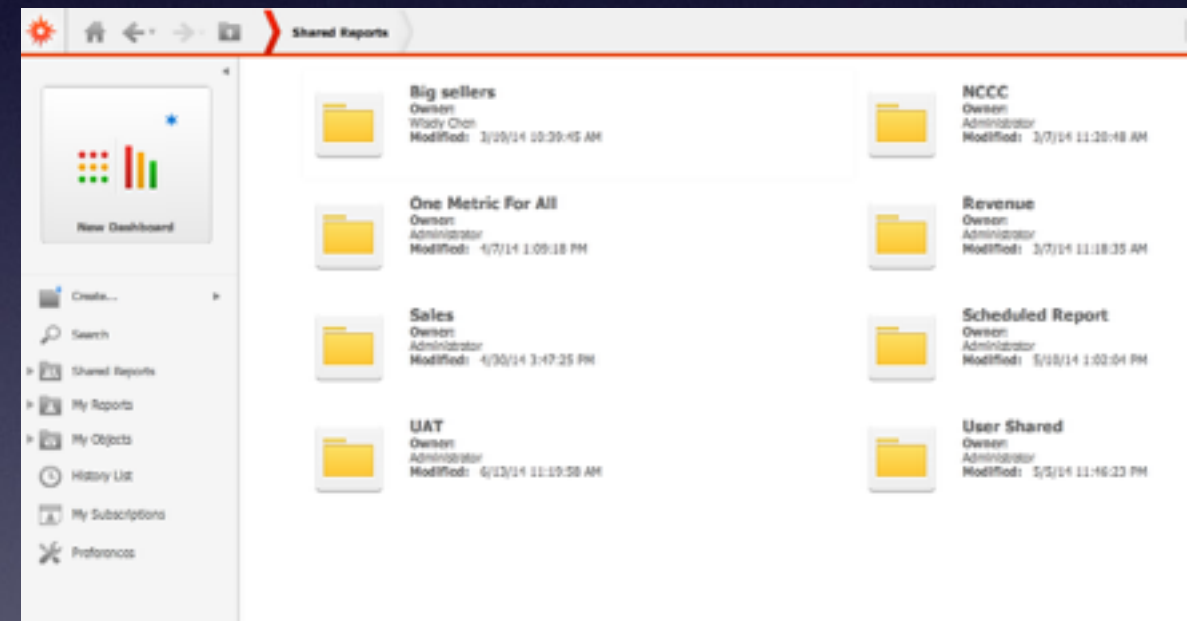 Shared Reports
New Dashboard
Create...
Search
Shared Reports
My Reports
My Objects
History List
My Subscriptions
Preferences
Big sellers
Owner:
Chen
Modified: 3/19/14 10:39:45 AM
NCCC
Owner:
Administrator
Modified: 3/7/14 11:20:48 AM
One Metric For All
Owner:
Administrator
Modified: 4/7/14 1:09:18 PM
Revenue
Owner:
Administrator
Modified: 3/7/14 11:18:35 AM
Sales
Owner:
Administrator
Modified: 4/30/14 3:47:25 PM
Scheduled Report
Owner:
Administrator
Modified: 5/10/14 1:02:04 PM
UAT
Owner:
Administrator
Modified: 6/13/14 11:19:58 AM
User Shared
Owner:
Administrator
Modified: 5/5/14 11:46:23 PM